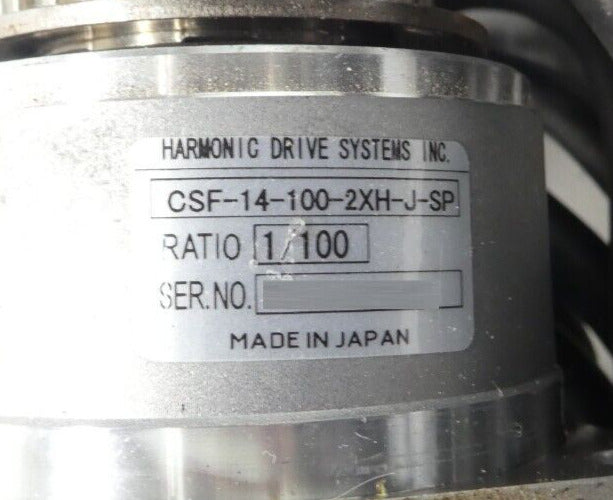 HARMONIC DRIVE SYSTEMS INC.
CSF-14-100-2XH-J-SP
RATIO 1/100
SER.NO.
MADE IN JAPAN